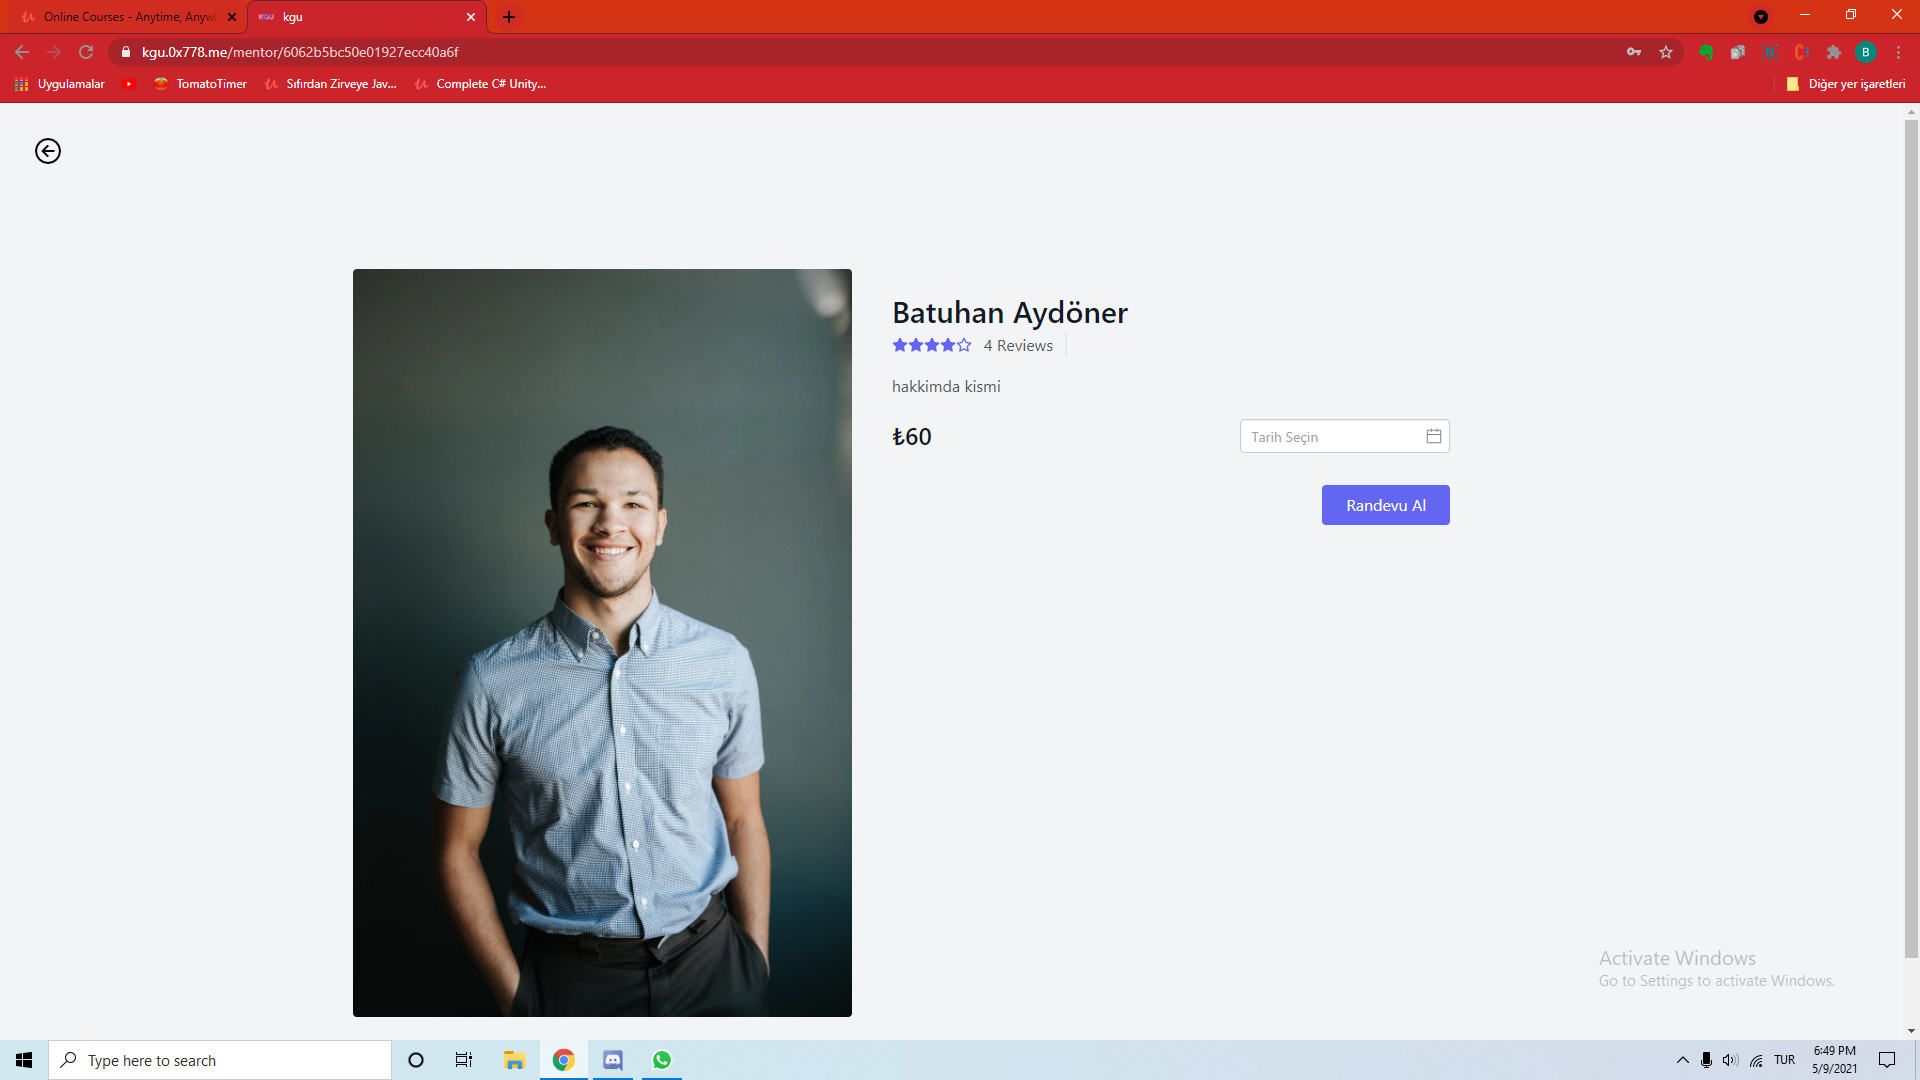 Online Courses - Anytime, Anyw
KGU kgu
kgu.0x778.me/mentor/6062b5bc50e01927ecc40a6f
B
Uygulamalar
TomatoTimer
Sıfırdan Zirveye Jav...
Complete C# Unity...
Diğer yer işaretleri
Batuhan Aydöner
4 Reviews
hakkimda kismi
₺60
Tarih Seçin
Randevu Al
Activate Windows
Go to Settings to activate Windows.
Type here to search
TUR
6:49 PM
5/9/2021